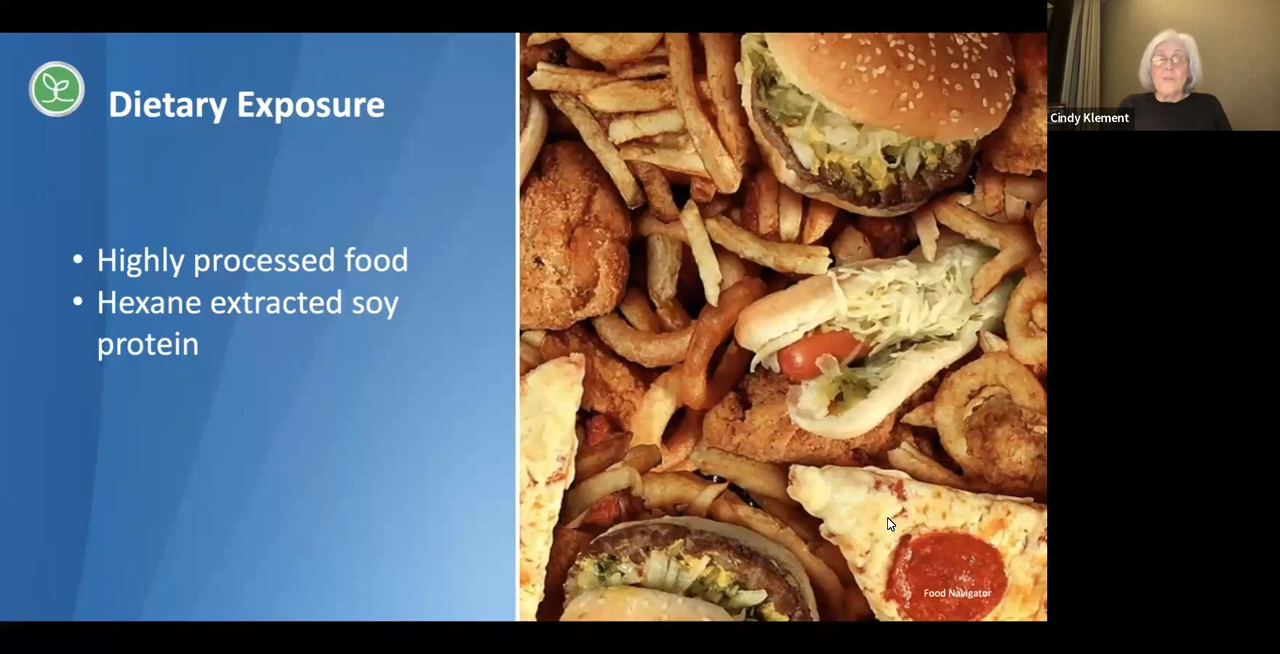 Dietary Exposure
• Highly processed food
• Hexane extracted soy
protein
Food Navigator
Cindy Klement